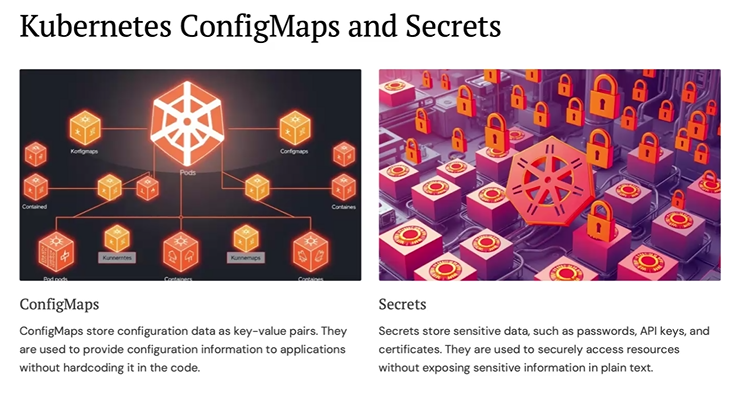 Kubernetes ConfigMaps and Secrets
Korfigmaps
Configmaps
Pods
Contained
Containes
Kunnerntes
Kunnemaps
Pod pods
Containers
Containes
ConfigMaps
ConfigMaps store configuration data as key-value pairs. They
are used to provide configuration information to applications
without hardcoding it in the code.
Secrets
Secrets store sensitive data, such as passwords, API keys, and
certificates. They are used to securely access resources
without exposing sensitive information in plain text.